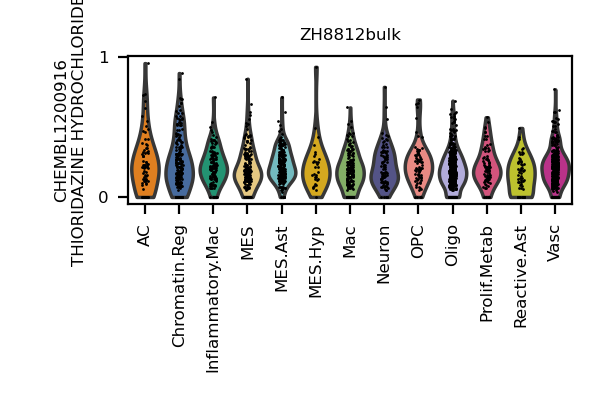 ZH8812bulk
CHEMBL1200916
THIORIDAZINE HYDROCHLORIDE
1
0
AC
Chromatin.Reg
Inflammatory.Mac
MES
MES.Ast
MES.Hyp
Mac
Neuron
OPC
Oligo
Prolif.Metab
Reactive.Ast
Vasc